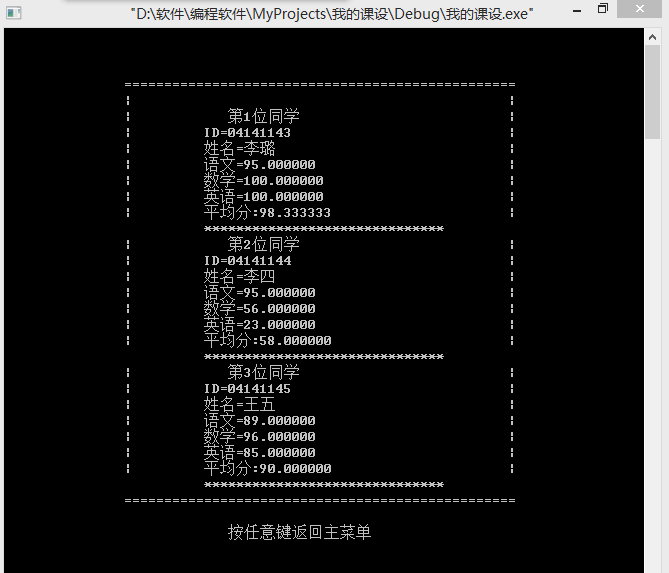 "D:\软件\编程软件\MyProjects\我的课设\Debug\我的课设.exe"
==================================================
第1位同学
ID=04141143
姓名=李璐
语文=95.000000
数学=100.000000
英语=100.000000
平均分:98.333333
******************************
第2位同学
ID=04141144
姓名=李四
语文=95.000000
数学=56.000000
英语=23.000000
平均分:58.000000
******************************
第3位同学
ID=04141145
姓名=王五
语文=89.000000
数学=96.000000
英语=85.000000
平均分:90.000000
******************************
==================================================
按任意键返回主菜单